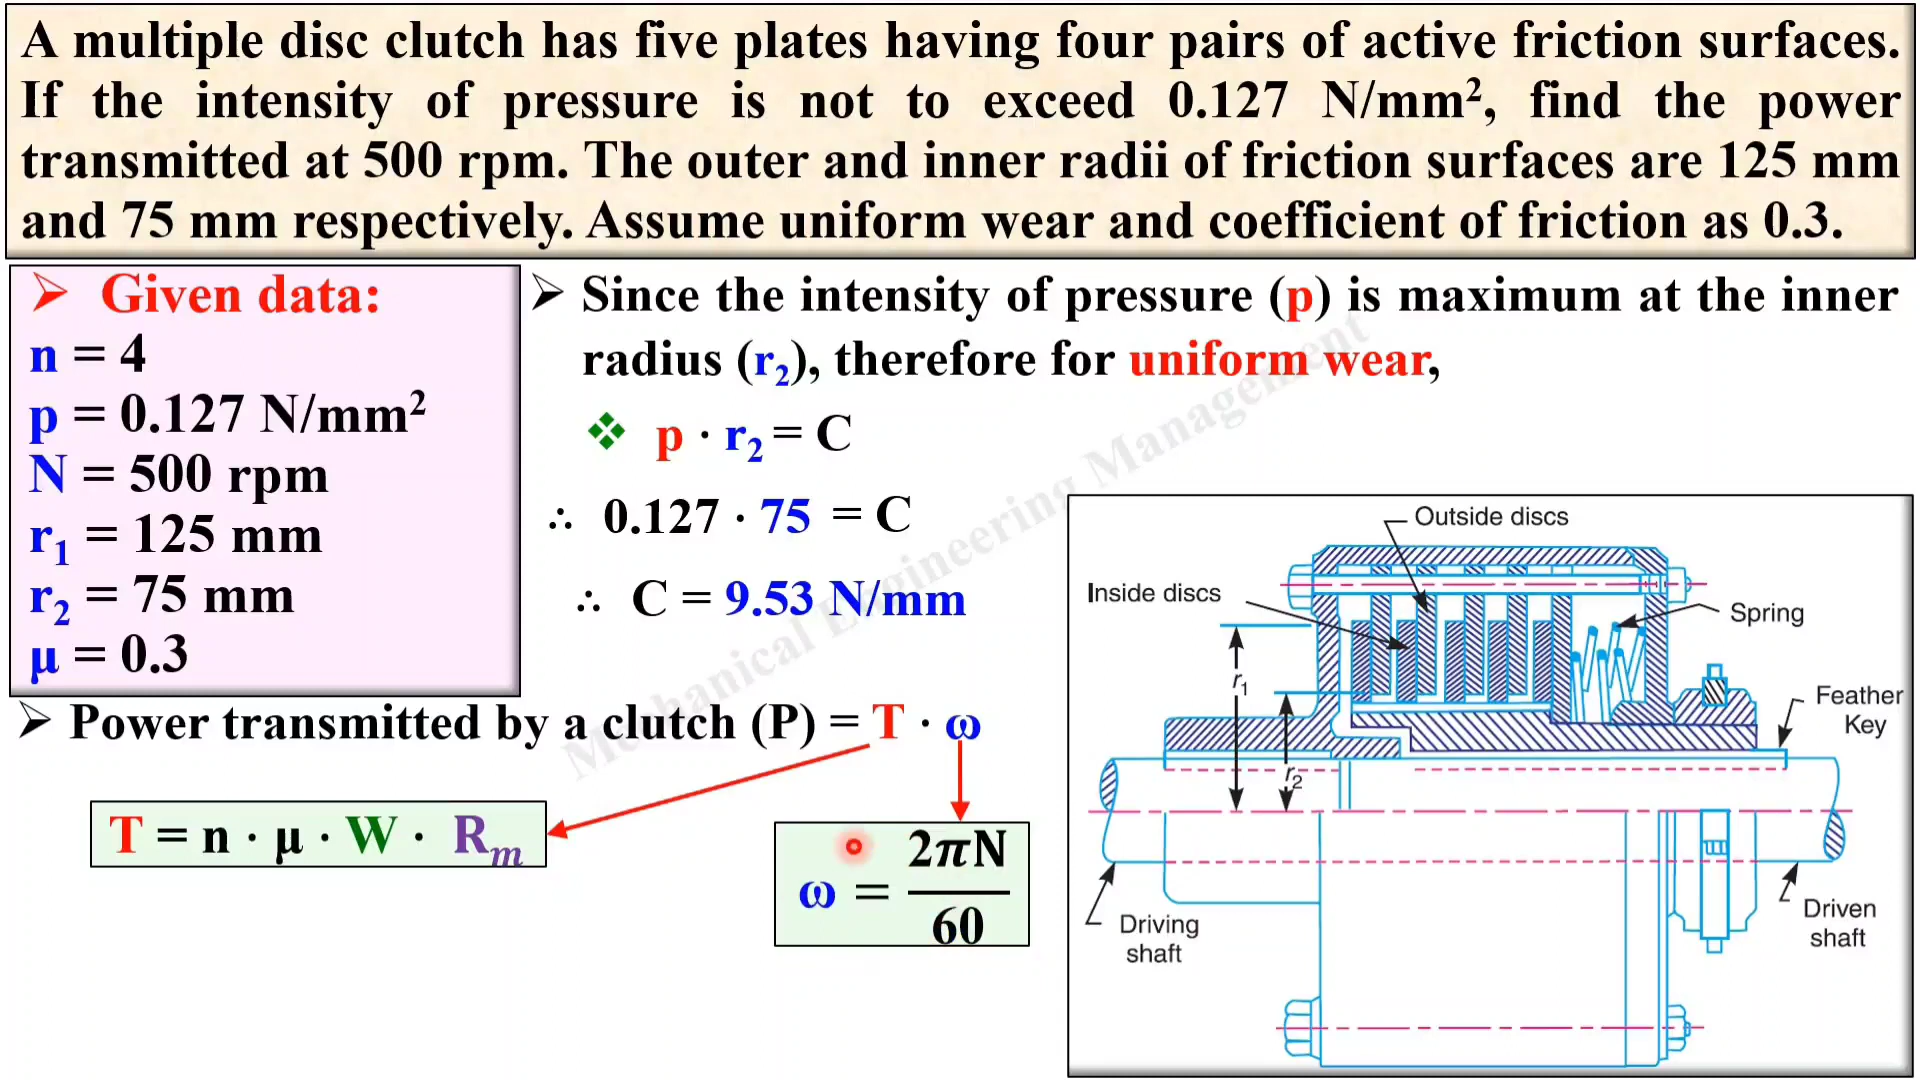 A multiple disc clutch has five plates having four pairs of active friction surfaces.
If the intensity of pressure is not to exceed 0.127 N/mm², find the power
transmitted at 500 rpm. The outer and inner radii of friction surfaces are 125 mm
and 75 mm respectively. Assume uniform wear and coefficient of friction as 0.3.
➢ Given data:
n = 4
p = 0.127 N/mm²
N = 500 rpm
r₁ = 125 mm
r₂ = 75 mm
μ = 0.3
➢ Since the intensity of pressure (p) is maximum at the inner
radius (r₂), therefore for uniform wear,
❖ p · r₂ = C
∴ 0.127 · 75 = C
∴ C = 9.53 N/mm
➢ Power transmitted by a clutch (P) = T · ω
T = n · μ · W · Rₘ
ω = 2πN/60
Outside discs
Inside discs
Spring
r₁
Feather
Key
r₂
Driving
shaft
Driven
shaft
Mechanical Engineering Management